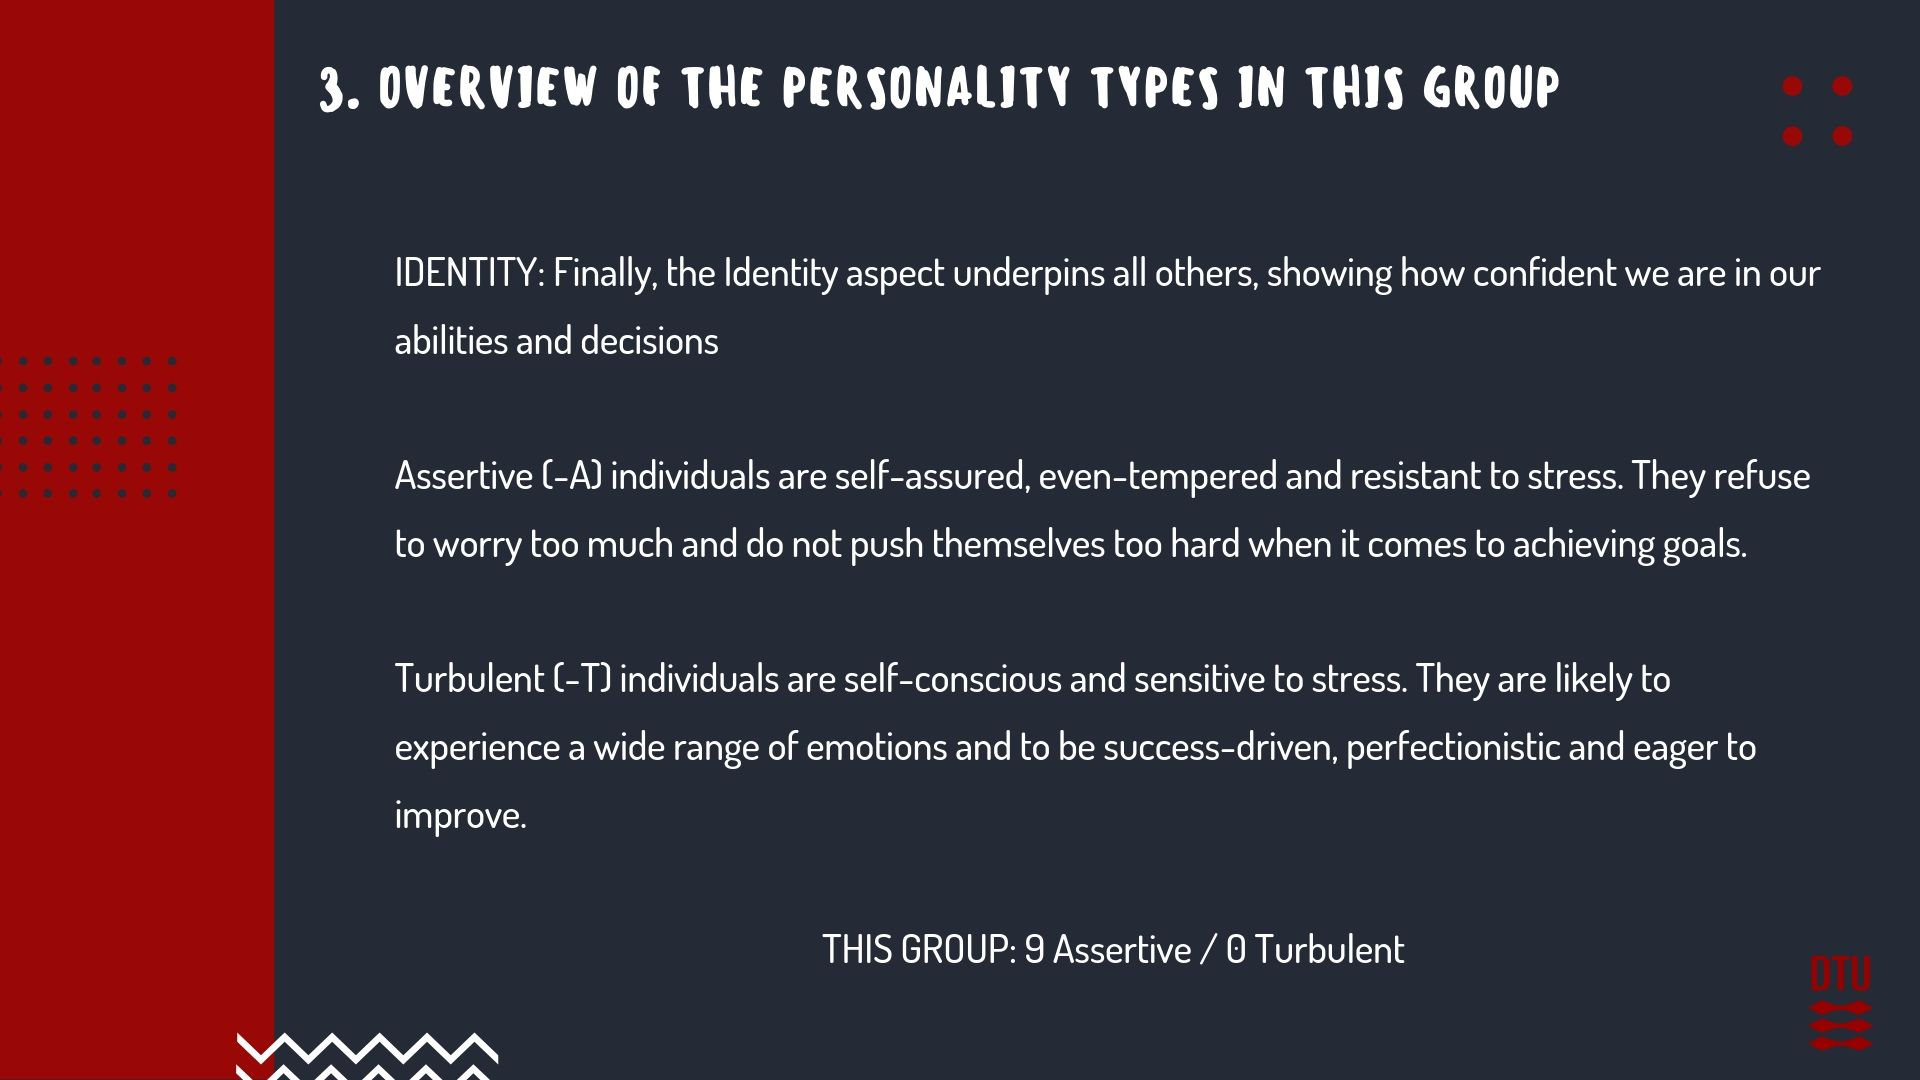 3. OVERVIEW OF THE PERSONALITY TYPES IN THIS GROUP
IDENTITY: Finally, the Identity aspect underpins all others, showing how confident we are in our
abilities and decisions
Assertive (-A) individuals are self-assured, even-tempered and resistant to stress. They refuse
to worry too much and do not push themselves too hard when it comes to achieving goals.
Turbulent (-T) individuals are self-conscious and sensitive to stress. They are likely to
experience a wide range of emotions and to be success-driven, perfectionistic and eager to
improve.
THIS GROUP: 9 Assertive / 0 Turbulent
DTU